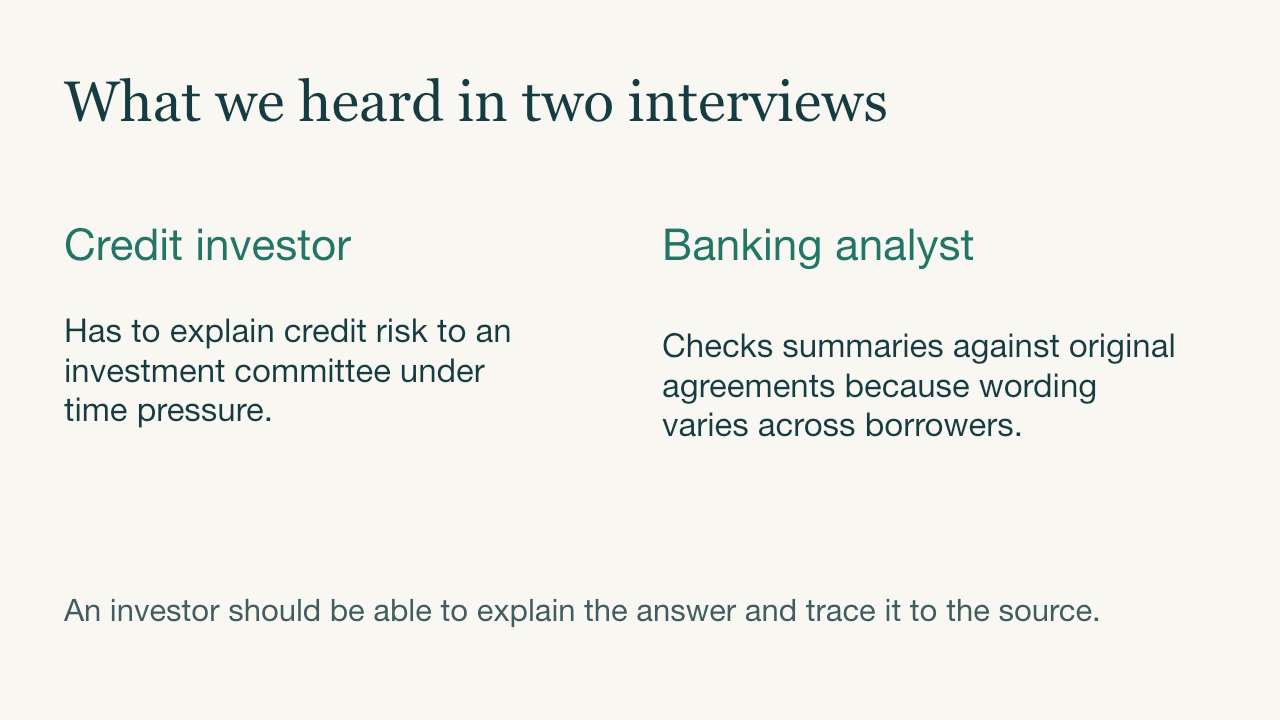 What we heard in two interviews
Credit investor
Has to explain credit risk to an
investment committee under
time pressure.
Banking analyst
Checks summaries against original
agreements because wording
varies across borrowers.
An investor should be able to explain the answer and trace it to the source.